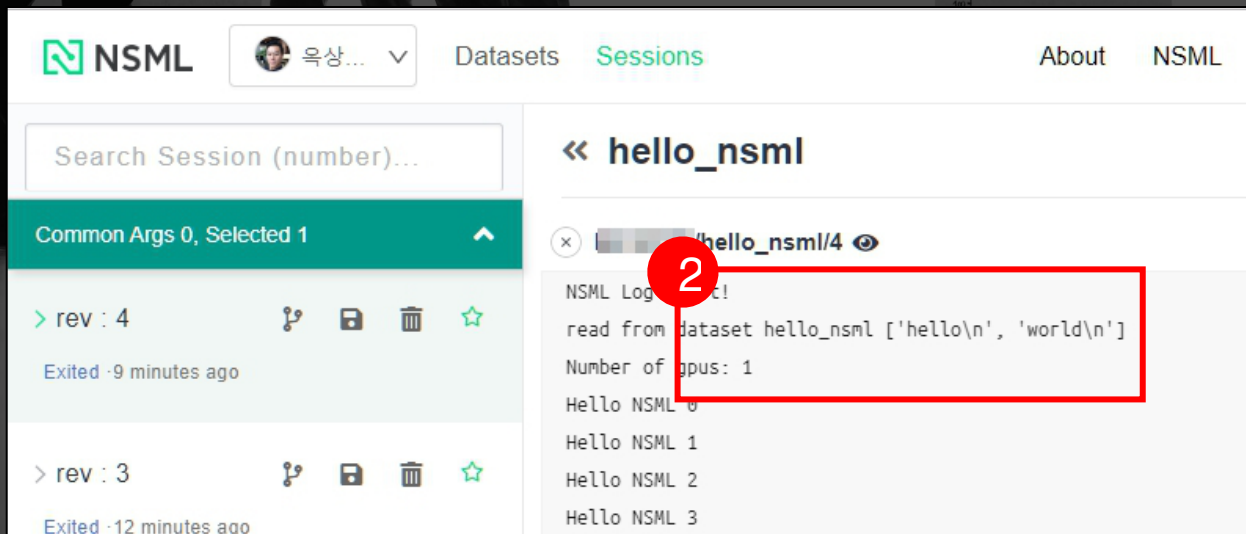 NSML 옥상... Datasets Sessions About NSML
Search Session (number)...
Common Args 0, Selected 1
rev : 4
Exited ·9 minutes ago
rev : 3
Exited ·12 minutes ago
« hello_nsml
/hello_nsml/4
2
NSML Log
read from dataset hello_nsml ['hello\n', 'world\n']
Number of gpus: 1
Hello NSML 0
Hello NSML 1
Hello NSML 2
Hello NSML 3